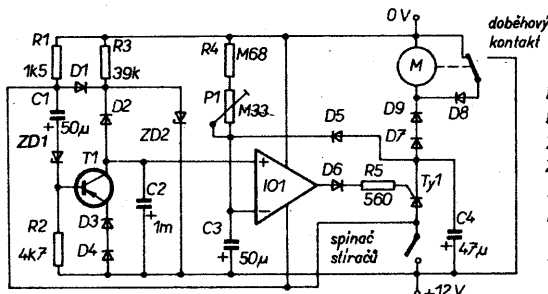 0 V
doběhový
kontakt
R1
1k5
D1
R3
39k
R4
M68
M
C1
50µ
D2
ZD2
P1
M33
D5
D9
D7
D8
ZD1
T1
C2
1m
+
IO1
−
D6
R5
560
Ty1
R2
4k7
D3
D4
C3
50µ
spínač
stíračů
C4
47µ
+12 V